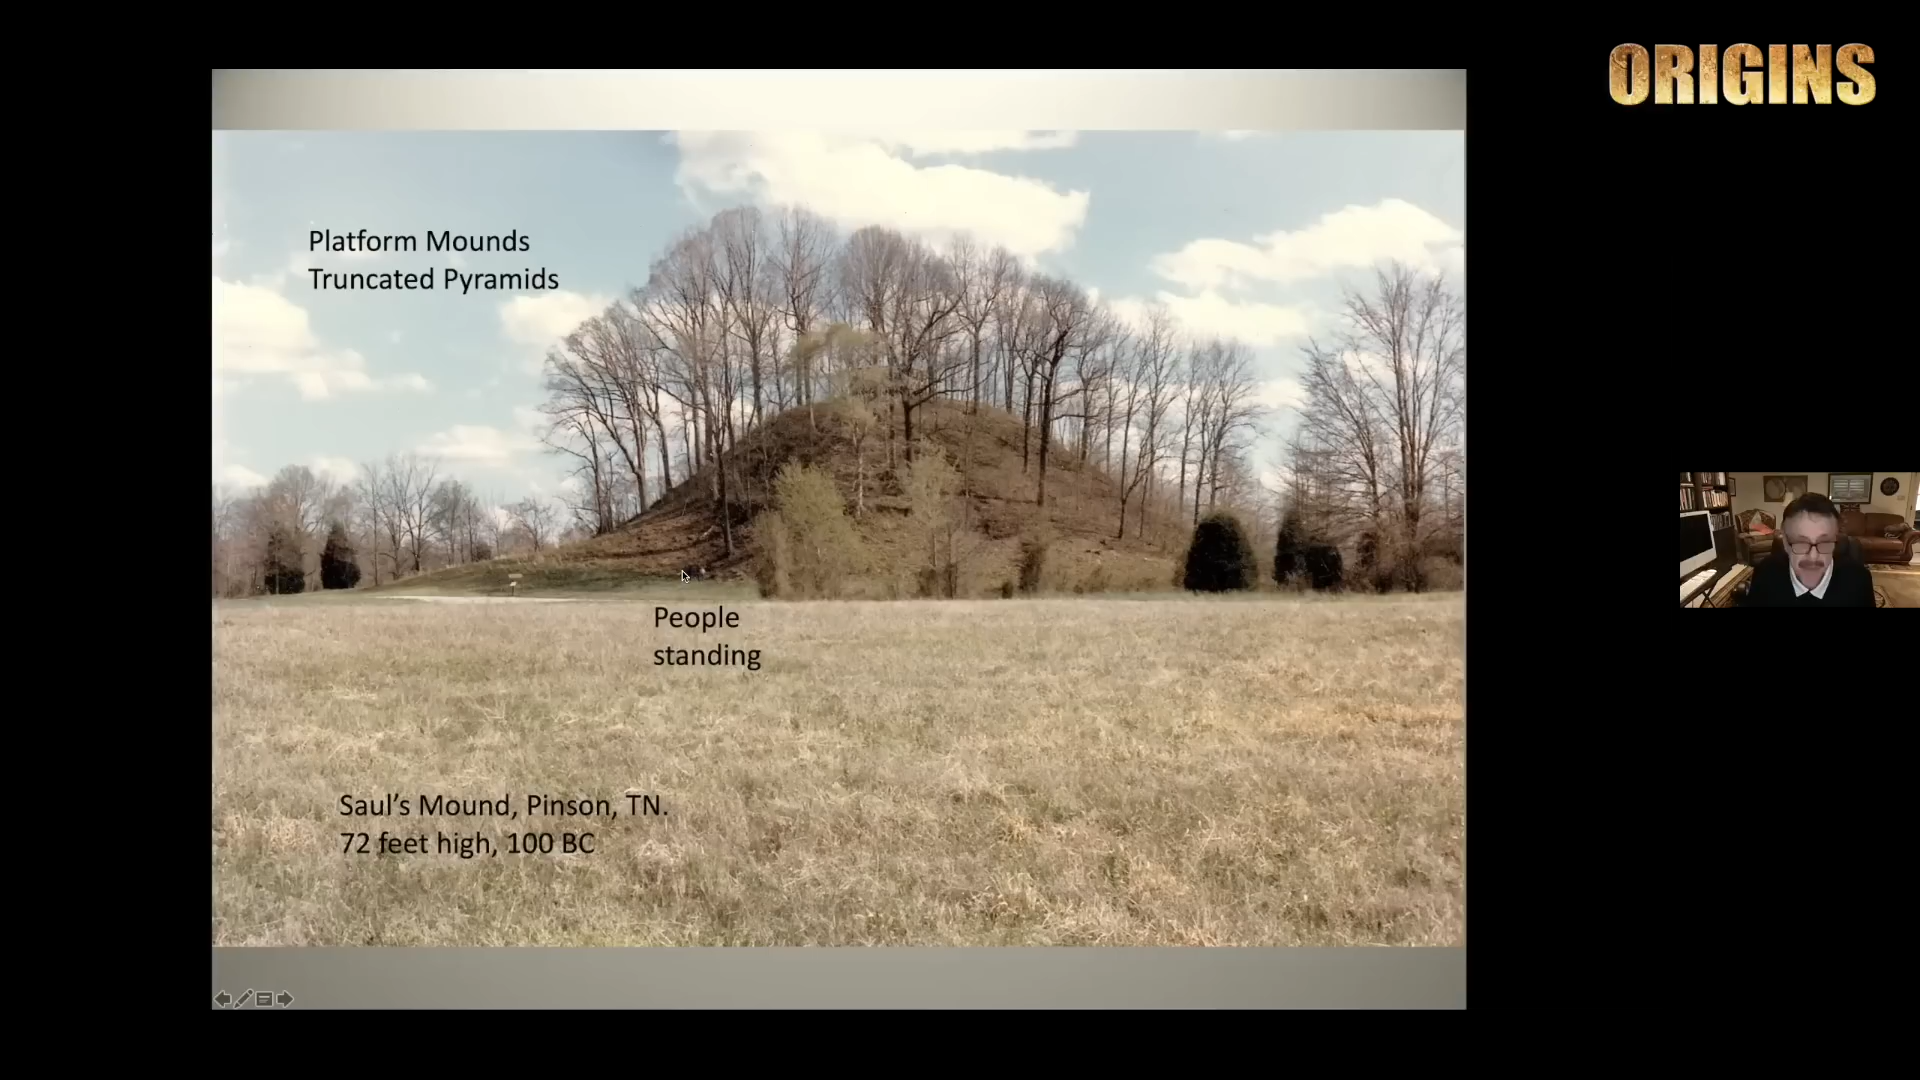 ORIGINS
Platform Mounds
Truncated Pyramids
People
standing
Saul's Mound, Pinson, TN.
72 feet high, 100 BC